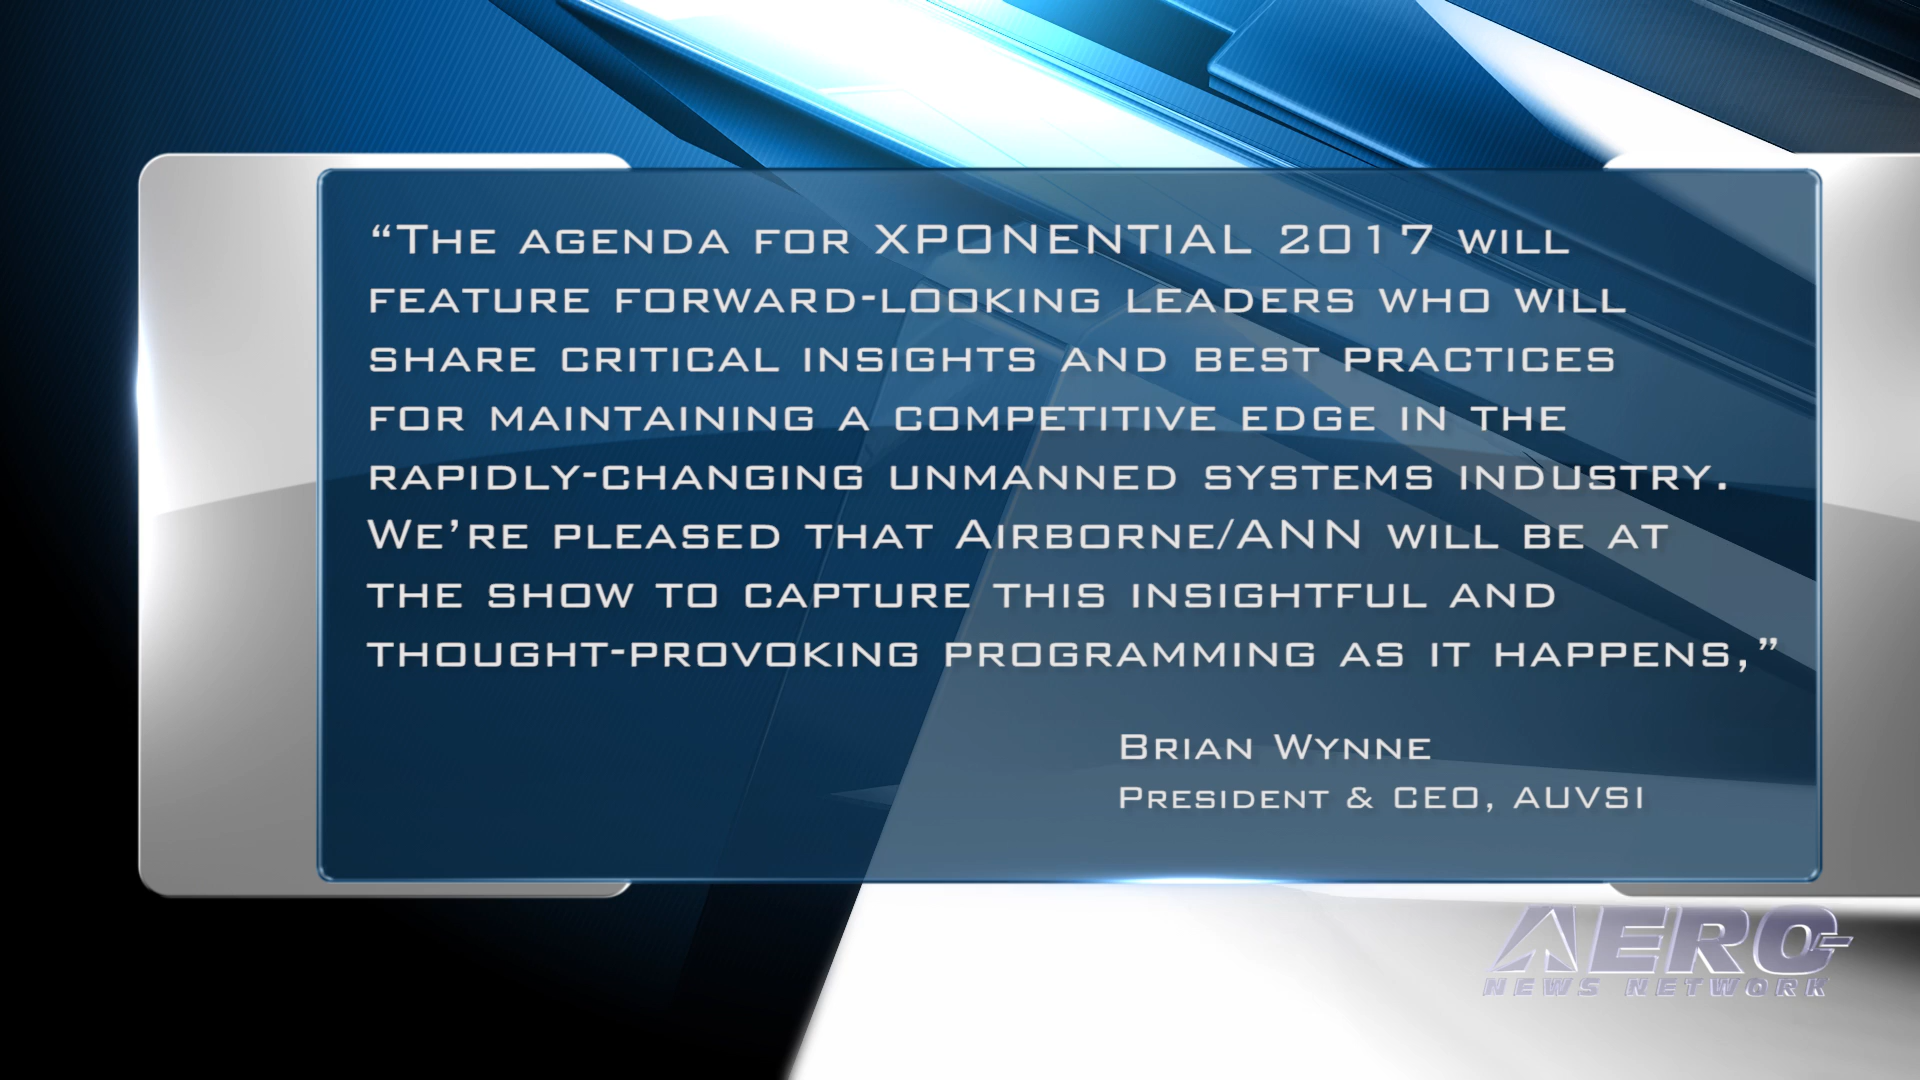 “The agenda for XPONENTIAL 2017 will
feature forward-looking leaders who will
share critical insights and best practices
for maintaining a competitive edge in the
rapidly-changing unmanned systems industry.
We’re pleased that Airborne/ANN will be at
the show to capture this insightful and
thought-provoking programming as it happens,”
Brian Wynne
President & CEO, AUVSI
AERO
NEWS NETWORK